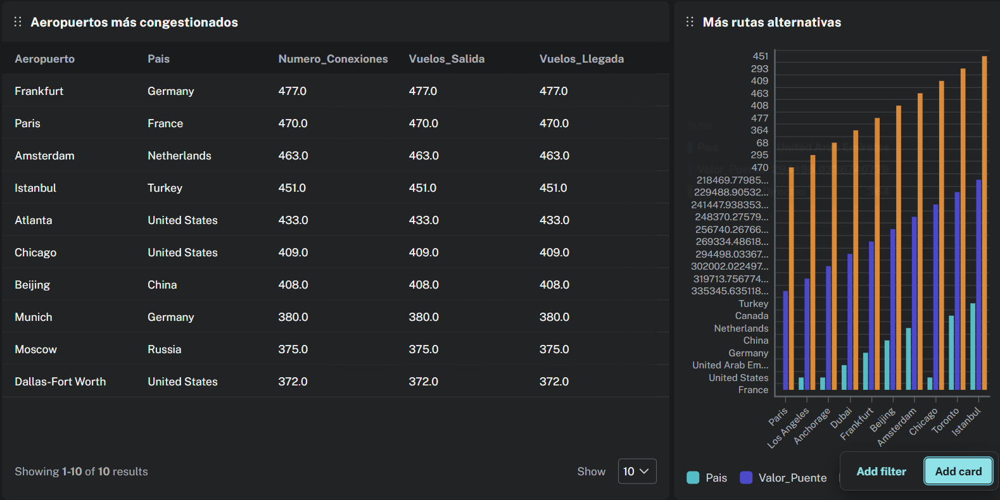 Aeropuertos más congestionados
Aeropuerto Pais Numero_Conexiones Vuelos_Salida Vuelos_Llegada
Frankfurt Germany 477.0 477.0 477.0
Paris France 470.0 470.0 470.0
Amsterdam Netherlands 463.0 463.0 463.0
Istanbul Turkey 451.0 451.0 451.0
Atlanta United States 433.0 433.0 433.0
Chicago United States 409.0 409.0 409.0
Beijing China 408.0 408.0 408.0
Munich Germany 380.0 380.0 380.0
Moscow Russia 375.0 375.0 375.0
Dallas-Fort Worth United States 372.0 372.0 372.0
Showing 1-10 of 10 results
Show 10
Más rutas alternativas
451
293
409
463
408
477
364
68
295
470
218469.77985...
229488.90532...
241447.938353...
248370.27579...
256740.26766...
269334.48618...
294498.03367...
302002.022497...
319713.756774...
335345.635118...
Turkey
Canada
Netherlands
China
Germany
United Arab Em...
United States
France
Paris
Los Angeles
Anchorage
Dubai
Frankfurt
Beijing
Amsterdam
Chicago
Toronto
Istanbul
Pais Valor_Puente
Add filter
Add card